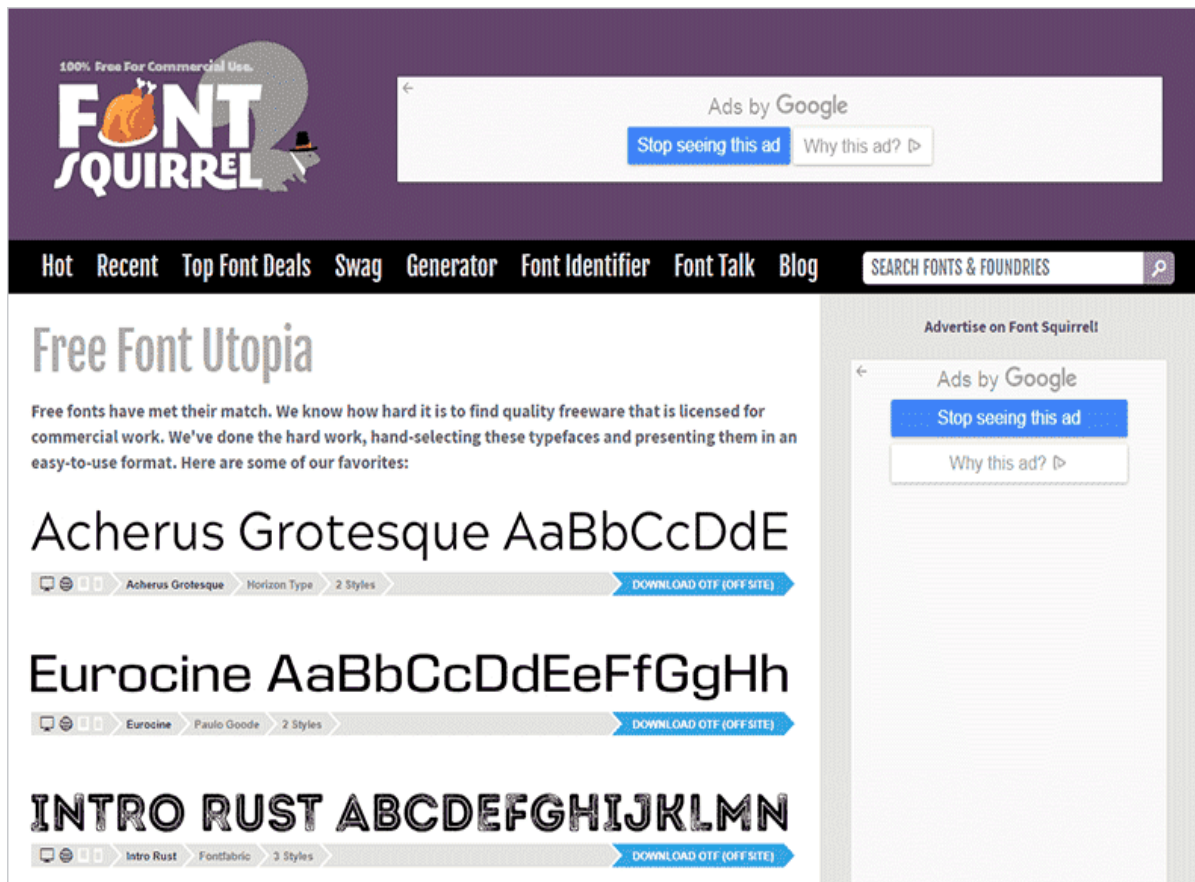 100% Free For Commercial Use.
FONT
SQUIRREL
Ads by Google
Stop seeing this ad
Why this ad?
Hot Recent Top Font Deals Swag Generator Font Identifier Font Talk Blog
SEARCH FONTS & FOUNDRIES
Free Font Utopia
Free fonts have met their match. We know how hard it is to find quality freeware that is licensed for
commercial work. We've done the hard work, hand-selecting these typefaces and presenting them in an
easy-to-use format. Here are some of our favorites:
Acherus Grotesque AaBbCcDdE
Acherus Grotesque Horizon Type 2 Styles DOWNLOAD OTF (OFFSITE)
Eurocine AaBbCcDdEeFfGgHh
Eurocine Paulo Goode 2 Styles DOWNLOAD OTF (OFFSITE)
INTRO RUST ABCDEFGHIJKLMN
Intro Rust Fontfabric 3 Styles DOWNLOAD OTF (OFFSITE)
Advertise on Font Squirrel!
Ads by Google
Stop seeing this ad
Why this ad?